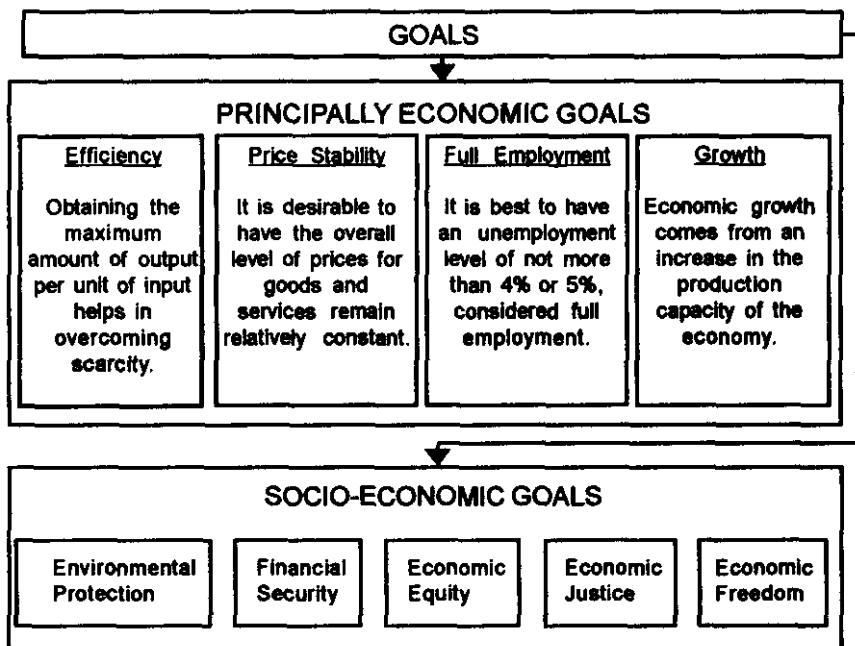 GOALS
PRINCIPALLY ECONOMIC GOALS
Efficiency
Obtaining the
maximum
amount of output
per unit of input
helps in
overcoming
scarcity.
Price Stability
It is desirable to
have the overall
level of prices for
goods and
services remain
relatively constant.
Full Employment
It is best to have
an unemployment
level of not more
than 4% or 5%,
considered full
employment.
Growth
Economic growth
comes from an
increase in the
production
capacity of the
economy.
SOCIO-ECONOMIC GOALS
Environmental
Protection
Financial
Security
Economic
Equity
Economic
Justice
Economic
Freedom